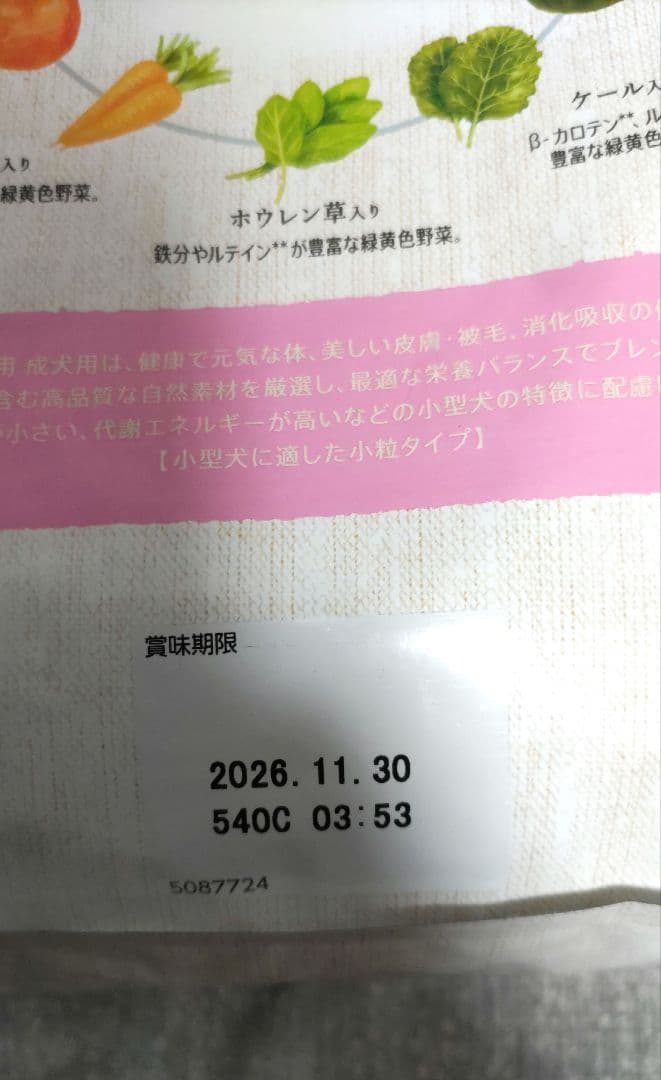 ケール入
β-カロテン**、ル
豊富な緑黄色
入り
緑黄色野菜。
ホウレン草入り
鉄分やルテイン**が豊富な緑黄色野菜。
用 成犬用は、健康で元気な体、美しい皮膚・被毛、消化吸収の
含む高品質な自然素材を厳選し、最適な栄養バランスでブレン
小さい、代謝エネルギーが高いなどの小型犬の特徴に配慮
【小型犬に適した小粒タイプ】
賞味期限
2026.11.30
540C 03:53
5087724